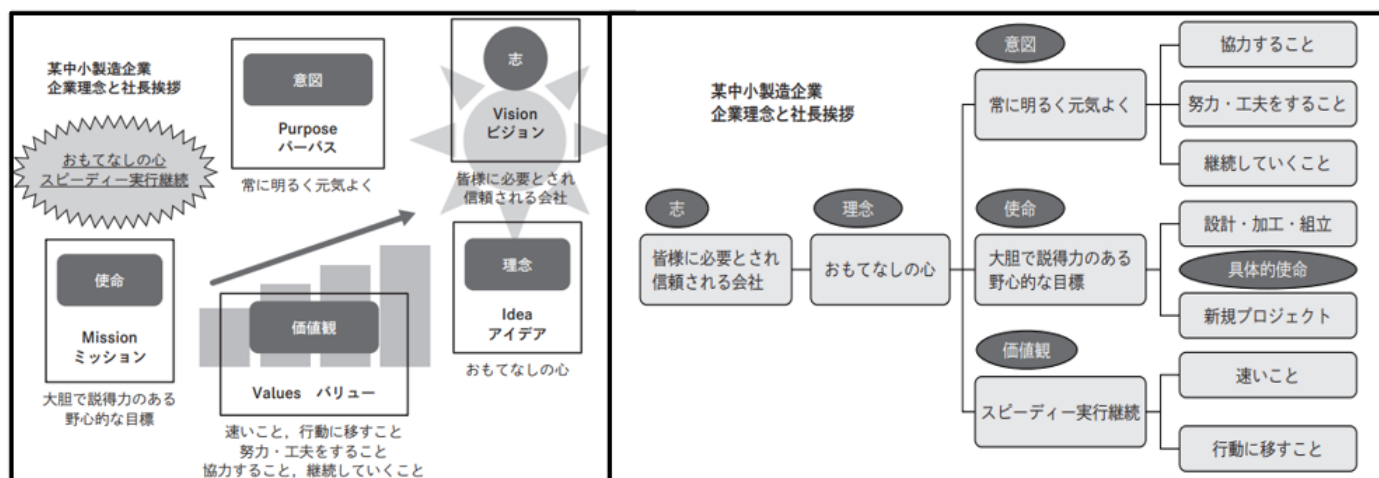 某中小製造企業
企業理念と社長挨拶
おもてなしの心
スピーディー実行継続
意図
Purpose
パーパス
常に明るく元気よく
志
Vision
ビジョン
皆様に必要とされ
信頼される会社
使命
Mission
ミッション
大胆で説得力のある
野心的な目標
価値観
Values バリュー
速いこと，行動に移すこと
努力・工夫をすること
協力すること，継続していくこと
理念
Idea
アイデア
おもてなしの心
某中小製造企業
企業理念と社長挨拶
志
皆様に必要とされ
信頼される会社
理念
おもてなしの心
意図
常に明るく元気よく
協力すること
努力・工夫をすること
継続していくこと
使命
大胆で説得力のある
野心的な目標
設計・加工・組立
具体的使命
新規プロジェクト
価値観
スピーディー実行継続
速いこと
行動に移すこと